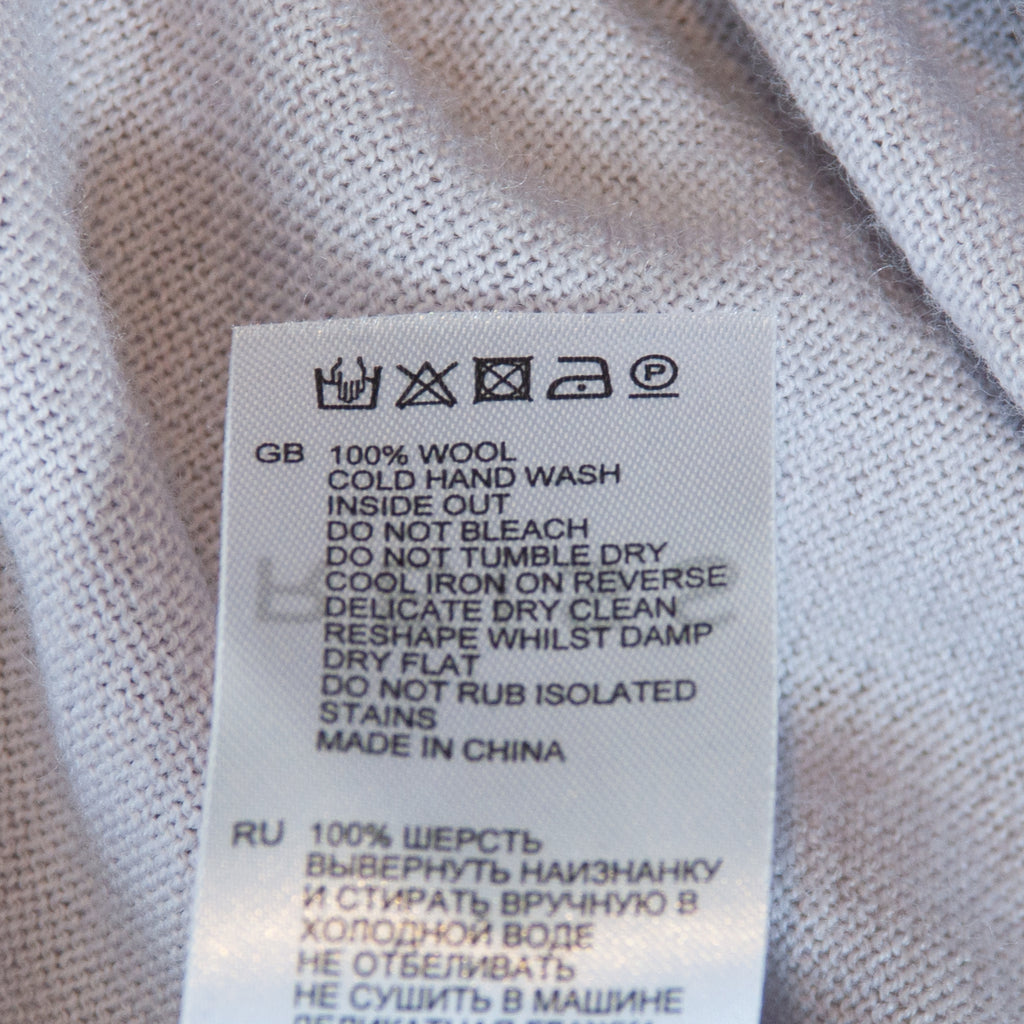 P
GB 100% WOOL
COLD HAND WASH
INSIDE OUT
DO NOT BLEACH
DO NOT TUMBLE DRY
COOL IRON ON REVERSE
DELICATE DRY CLEAN
RESHAPE WHILST DAMP
DRY FLAT
DO NOT RUB ISOLATED
STAINS
MADE IN CHINA
RU 100% ШЕРСТЬ
ВЫВЕРНУТЬ НАИЗНАНКУ
И СТИРАТЬ ВРУЧНУЮ В
ХОЛОДНОЙ ВОДЕ
НЕ ОТБЕЛИВАТЬ
НЕ СУШИТЬ В МАШИНЕ